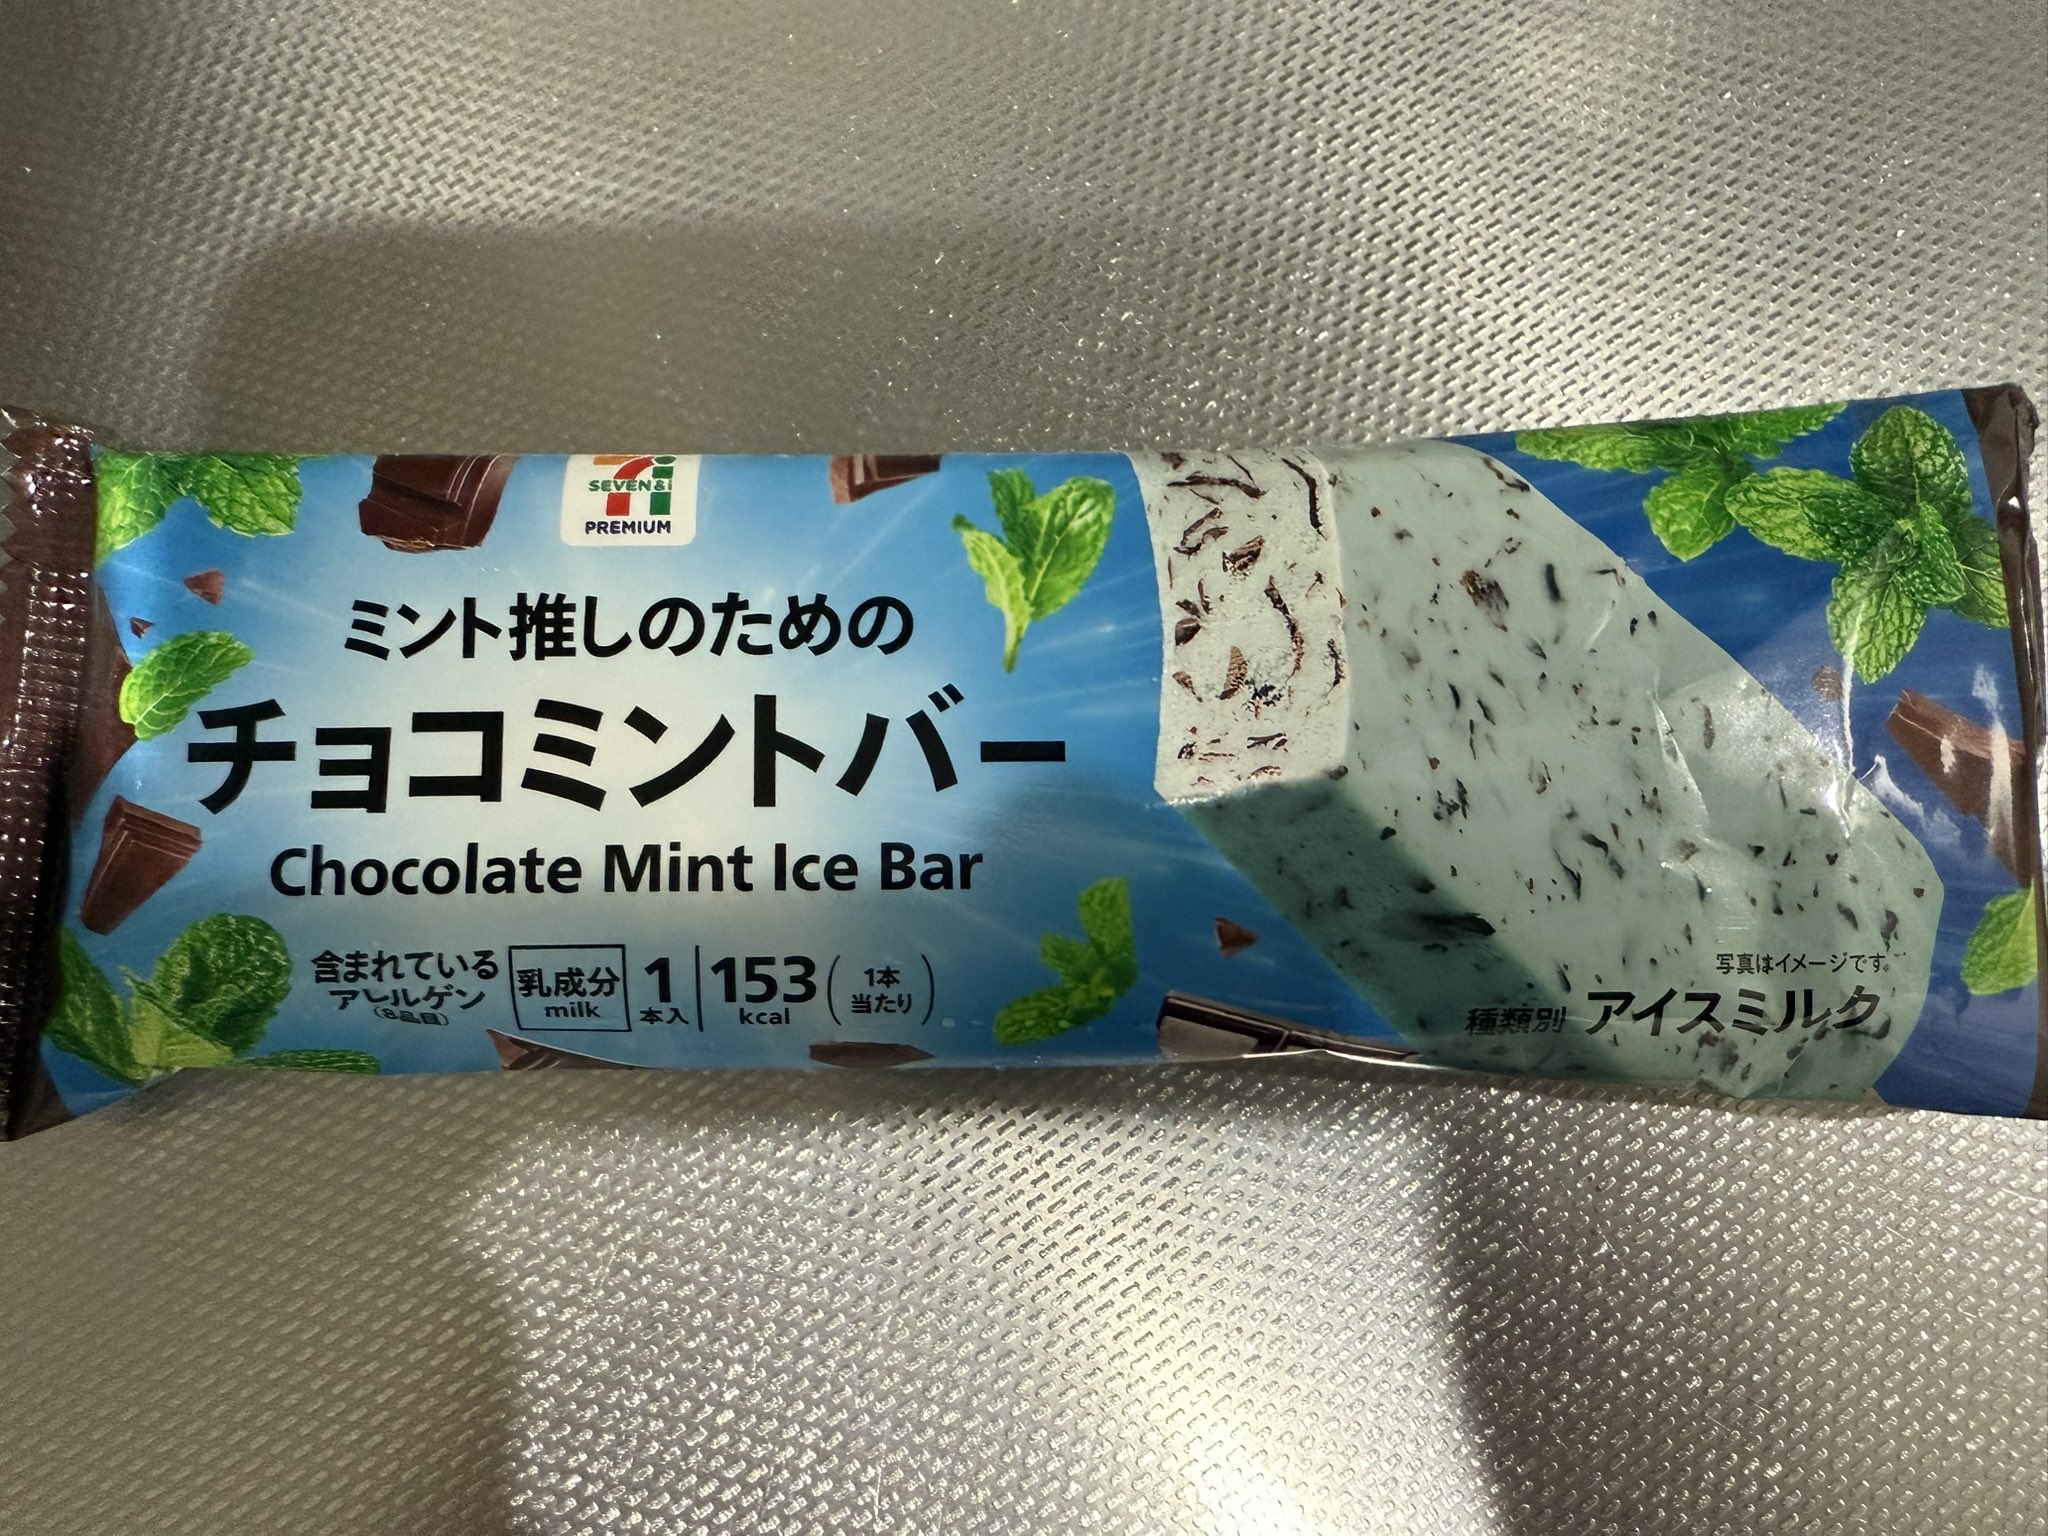 SEVEN&i
PREMIUM
ミント推しのための
チョコミントバー
Chocolate Mint Ice Bar
含まれている
アレルゲン
(8品目)
乳成分
milk
1
本入
153
kcal
(1本
当たり)
写真はイメージです。
種類別 アイスミルク